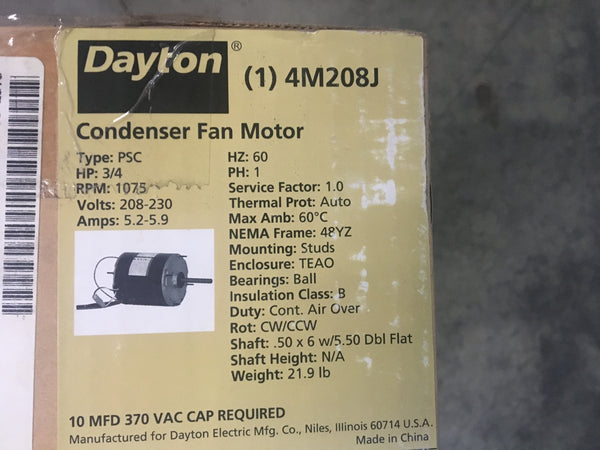 Dayton®
(1) 4M208J
Condenser Fan Motor
Type: PSC
HP: 3/4
RPM: 1075
Volts: 208-230
Amps: 5.2-5.9
HZ: 60
PH: 1
Service Factor: 1.0
Thermal Prot: Auto
Max Amb: 60°C
NEMA Frame: 48YZ
Mounting: Studs
Enclosure: TEAO
Bearings: Ball
Insulation Class: B
Duty: Cont. Air Over
Rot: CW/CCW
Shaft: .50 x 6 w/5.50 Dbl Flat
Shaft Height: N/A
Weight: 21.9 lb
10 MFD 370 VAC CAP REQUIRED
Manufactured for Dayton Electric Mfg. Co., Niles, Illinois 60714 U.S.A.
Made in China